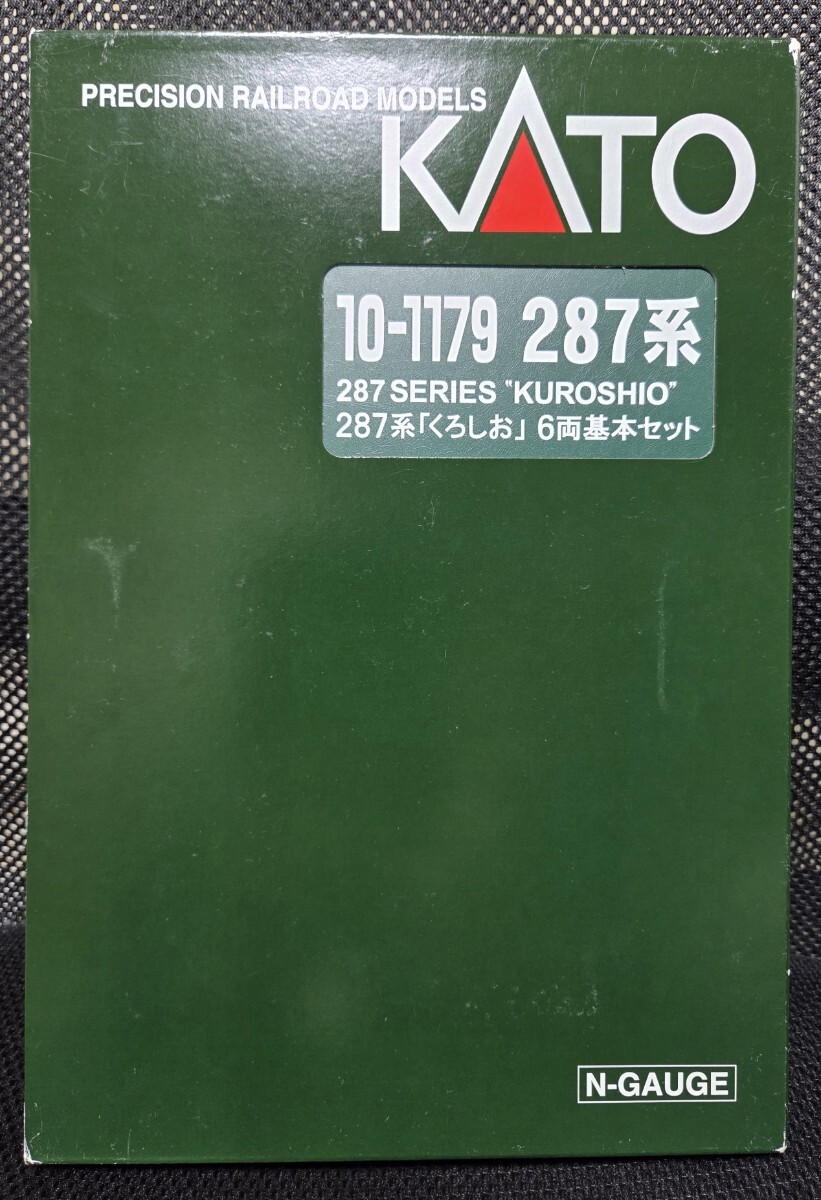 PRECISION RAILROAD MODELS
KATO
10-1179 287系
287 SERIES "KUROSHIO"
287系「くろしお」 6両基本セット
N-GAUGE